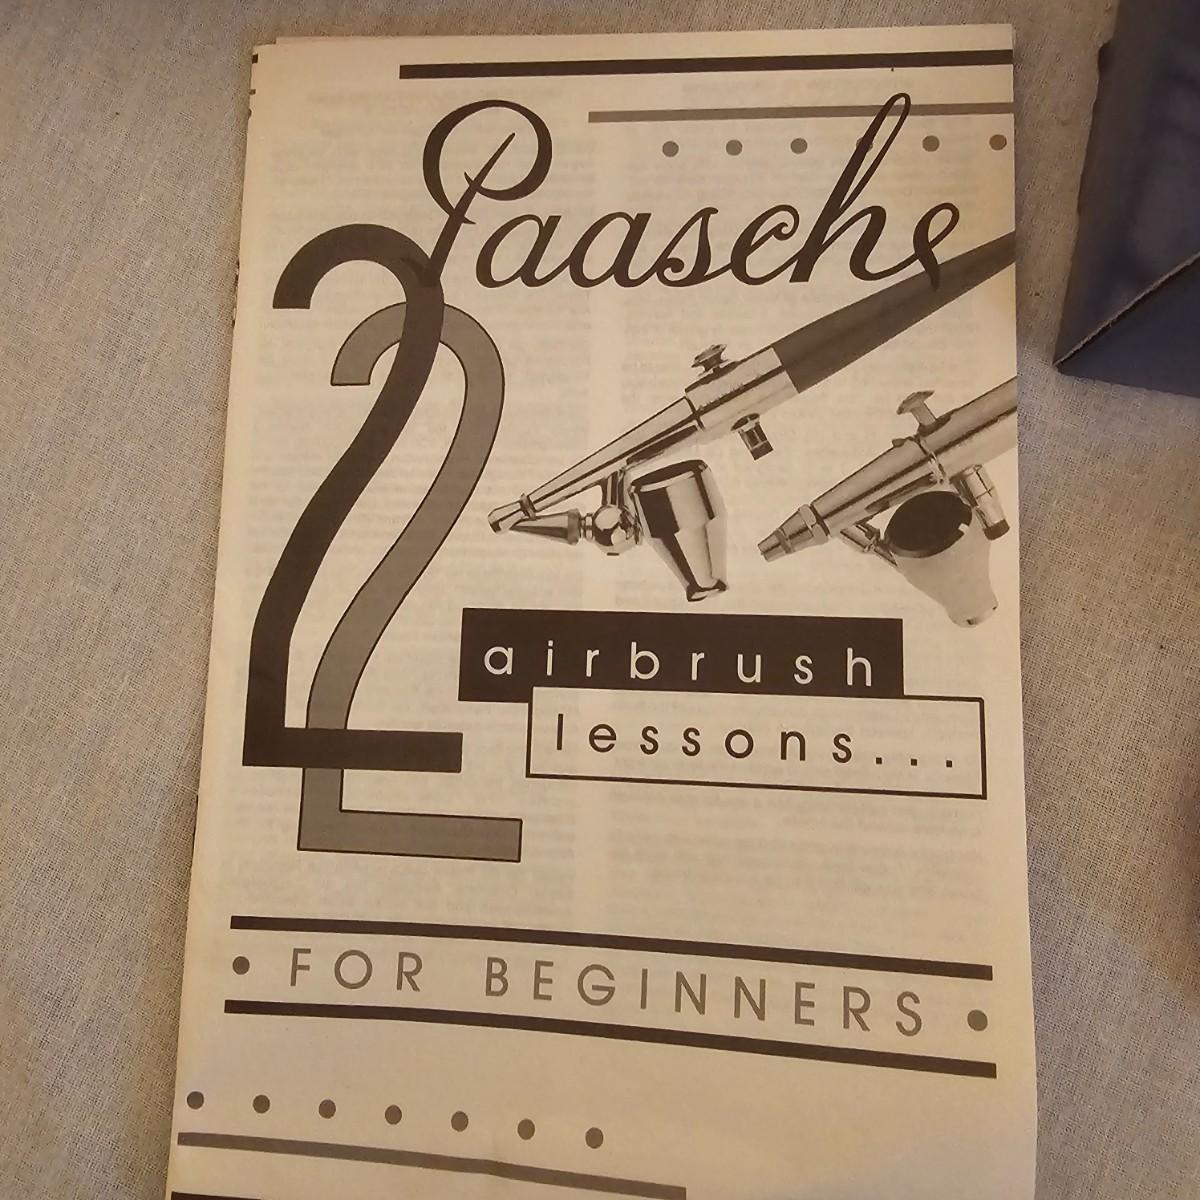 Paasche
22
airbrush
lessons...
FOR BEGINNERS